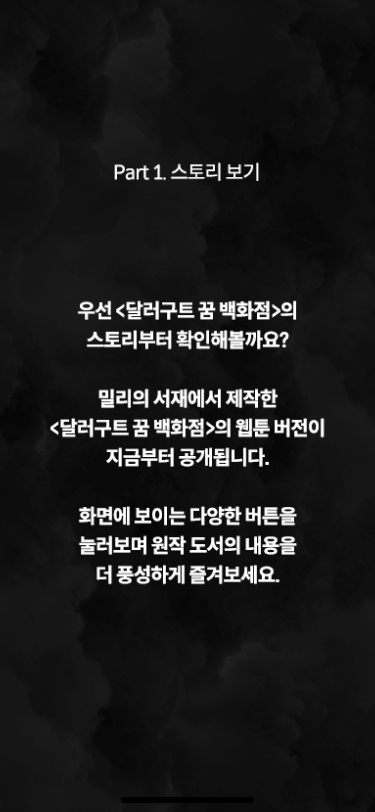 Part 1. 스토리 보기
우선 <달러구트 꿈 백화점>의
스토리부터 확인해볼까요?
밀리의 서재에서 제작한
<달러구트 꿈 백화점>의 웹툰 버전이
지금부터 공개됩니다.
화면에 보이는 다양한 버튼을
눌러보며 원작 도서의 내용을
더 풍성하게 즐겨보세요.